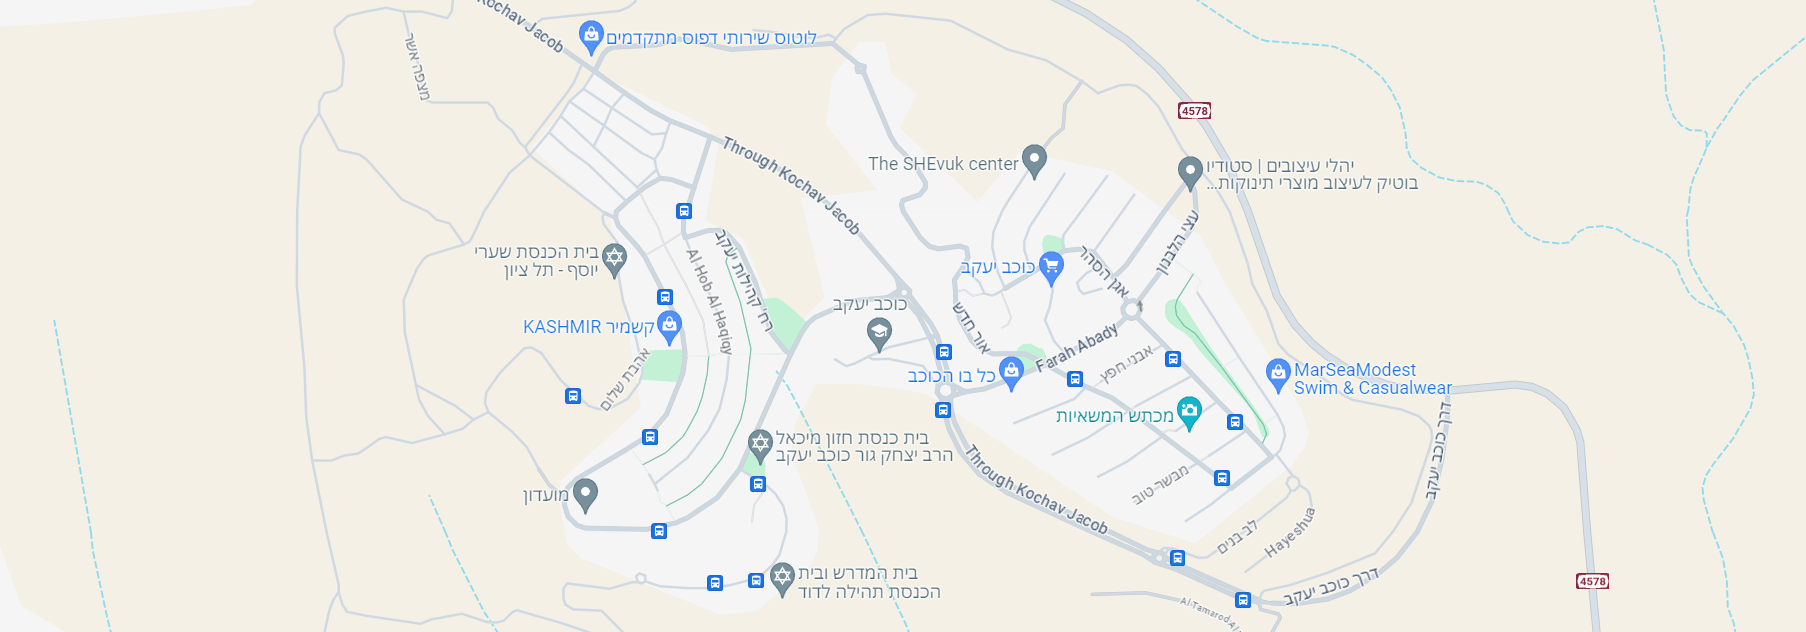 Kochav Jacob
לוטוס שירותי דפוס מתקדמים
מצפה אשר
4578
Through Kochav Jacob
The SHEvuk center
יהלי עיצובים | סטודיו
בוטיק לעיצוב מוצרי תינוקות...
עצי הלבנון
בית הכנסת שערי
יוסף - תל ציון
Al Hob Al Haqiqy
רח' קהילות יעקב
כוכב יעקב
אגן הסהר
כוכב יעקב
קשמיר KASHMIR
אור חדש
Farah Abady
אבני חפץ
אהבת שלום
כל בו הכוכב
MarSeaModest
Swim & Casualwear
מכתש המשאיות
דרך כוכב יעקב
בית כנסת חזון מיכאל
הרב יצחק גור כוכב יעקב
מבשר טוב
מועדון
Through Kochav Jacob
לב בנים
Hayeshua
בית המדרש ובית
הכנסת תהילה לדוד
דרך כוכב יעקב
4578